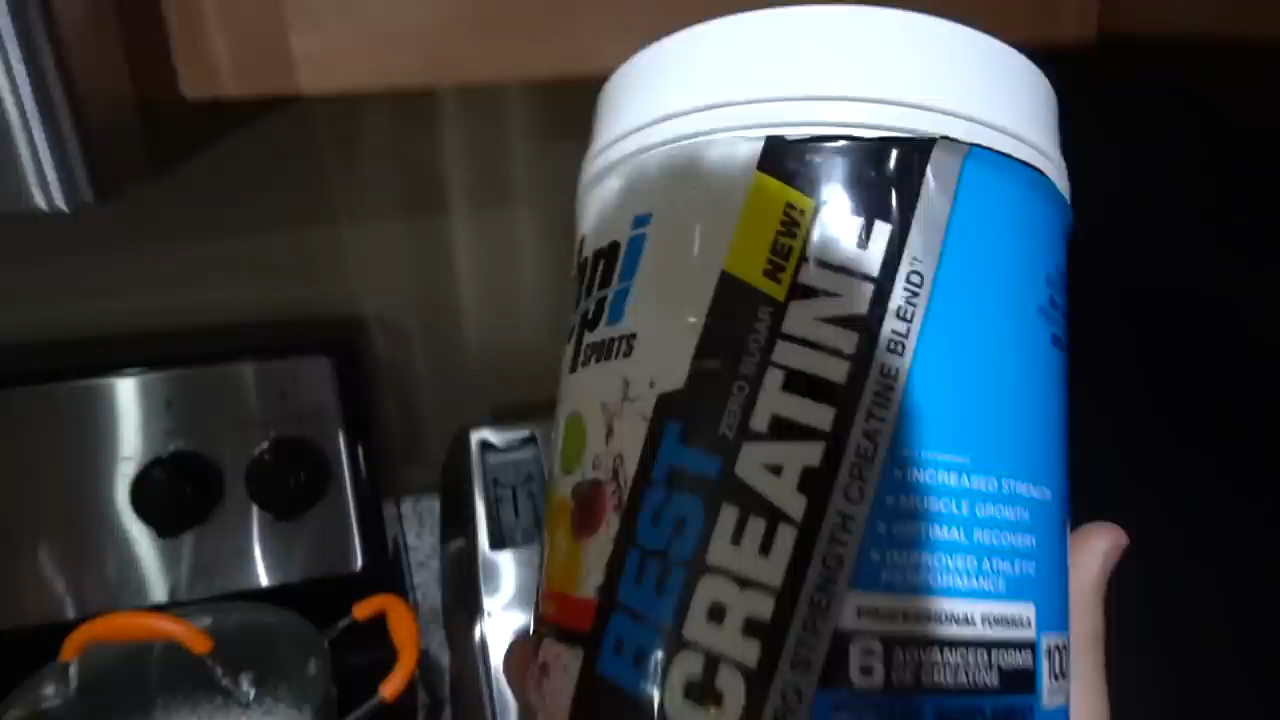 SPORTS
NEW!
ZERO SUGAR
BEST
CREATINE
STRENGTH CREATINE BLEND
• INCREASED STRENGTH
• MUSCLE GROWTH
• OPTIMAL RECOVERY
• IMPROVED ATHLETIC
PERFORMANCE
PROFESSIONAL FORMULA
6 ADVANCED FORMS
OF CREATINE
100